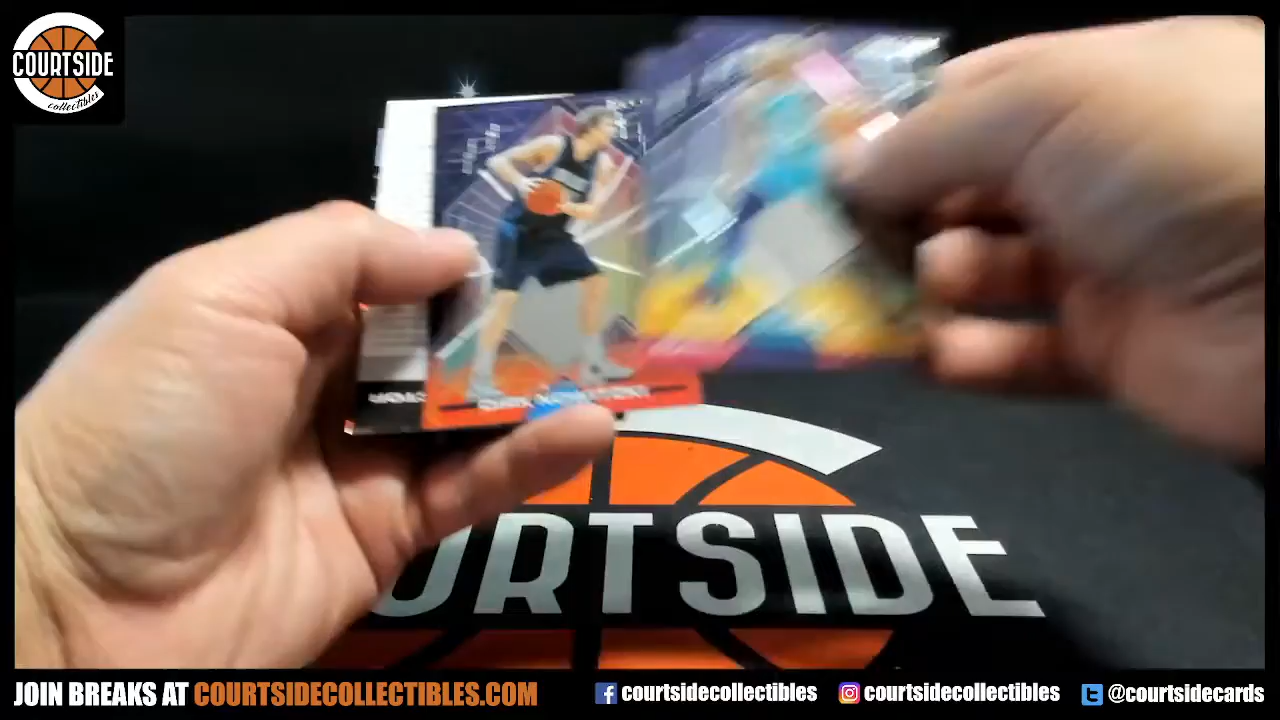 COURTSIDE
collectibles
URTSIDE
JOIN BREAKS AT COURTSIDECOLLECTIBLES.COM
courtsidecollectibles
courtsidecollectibles
@courtsidecards